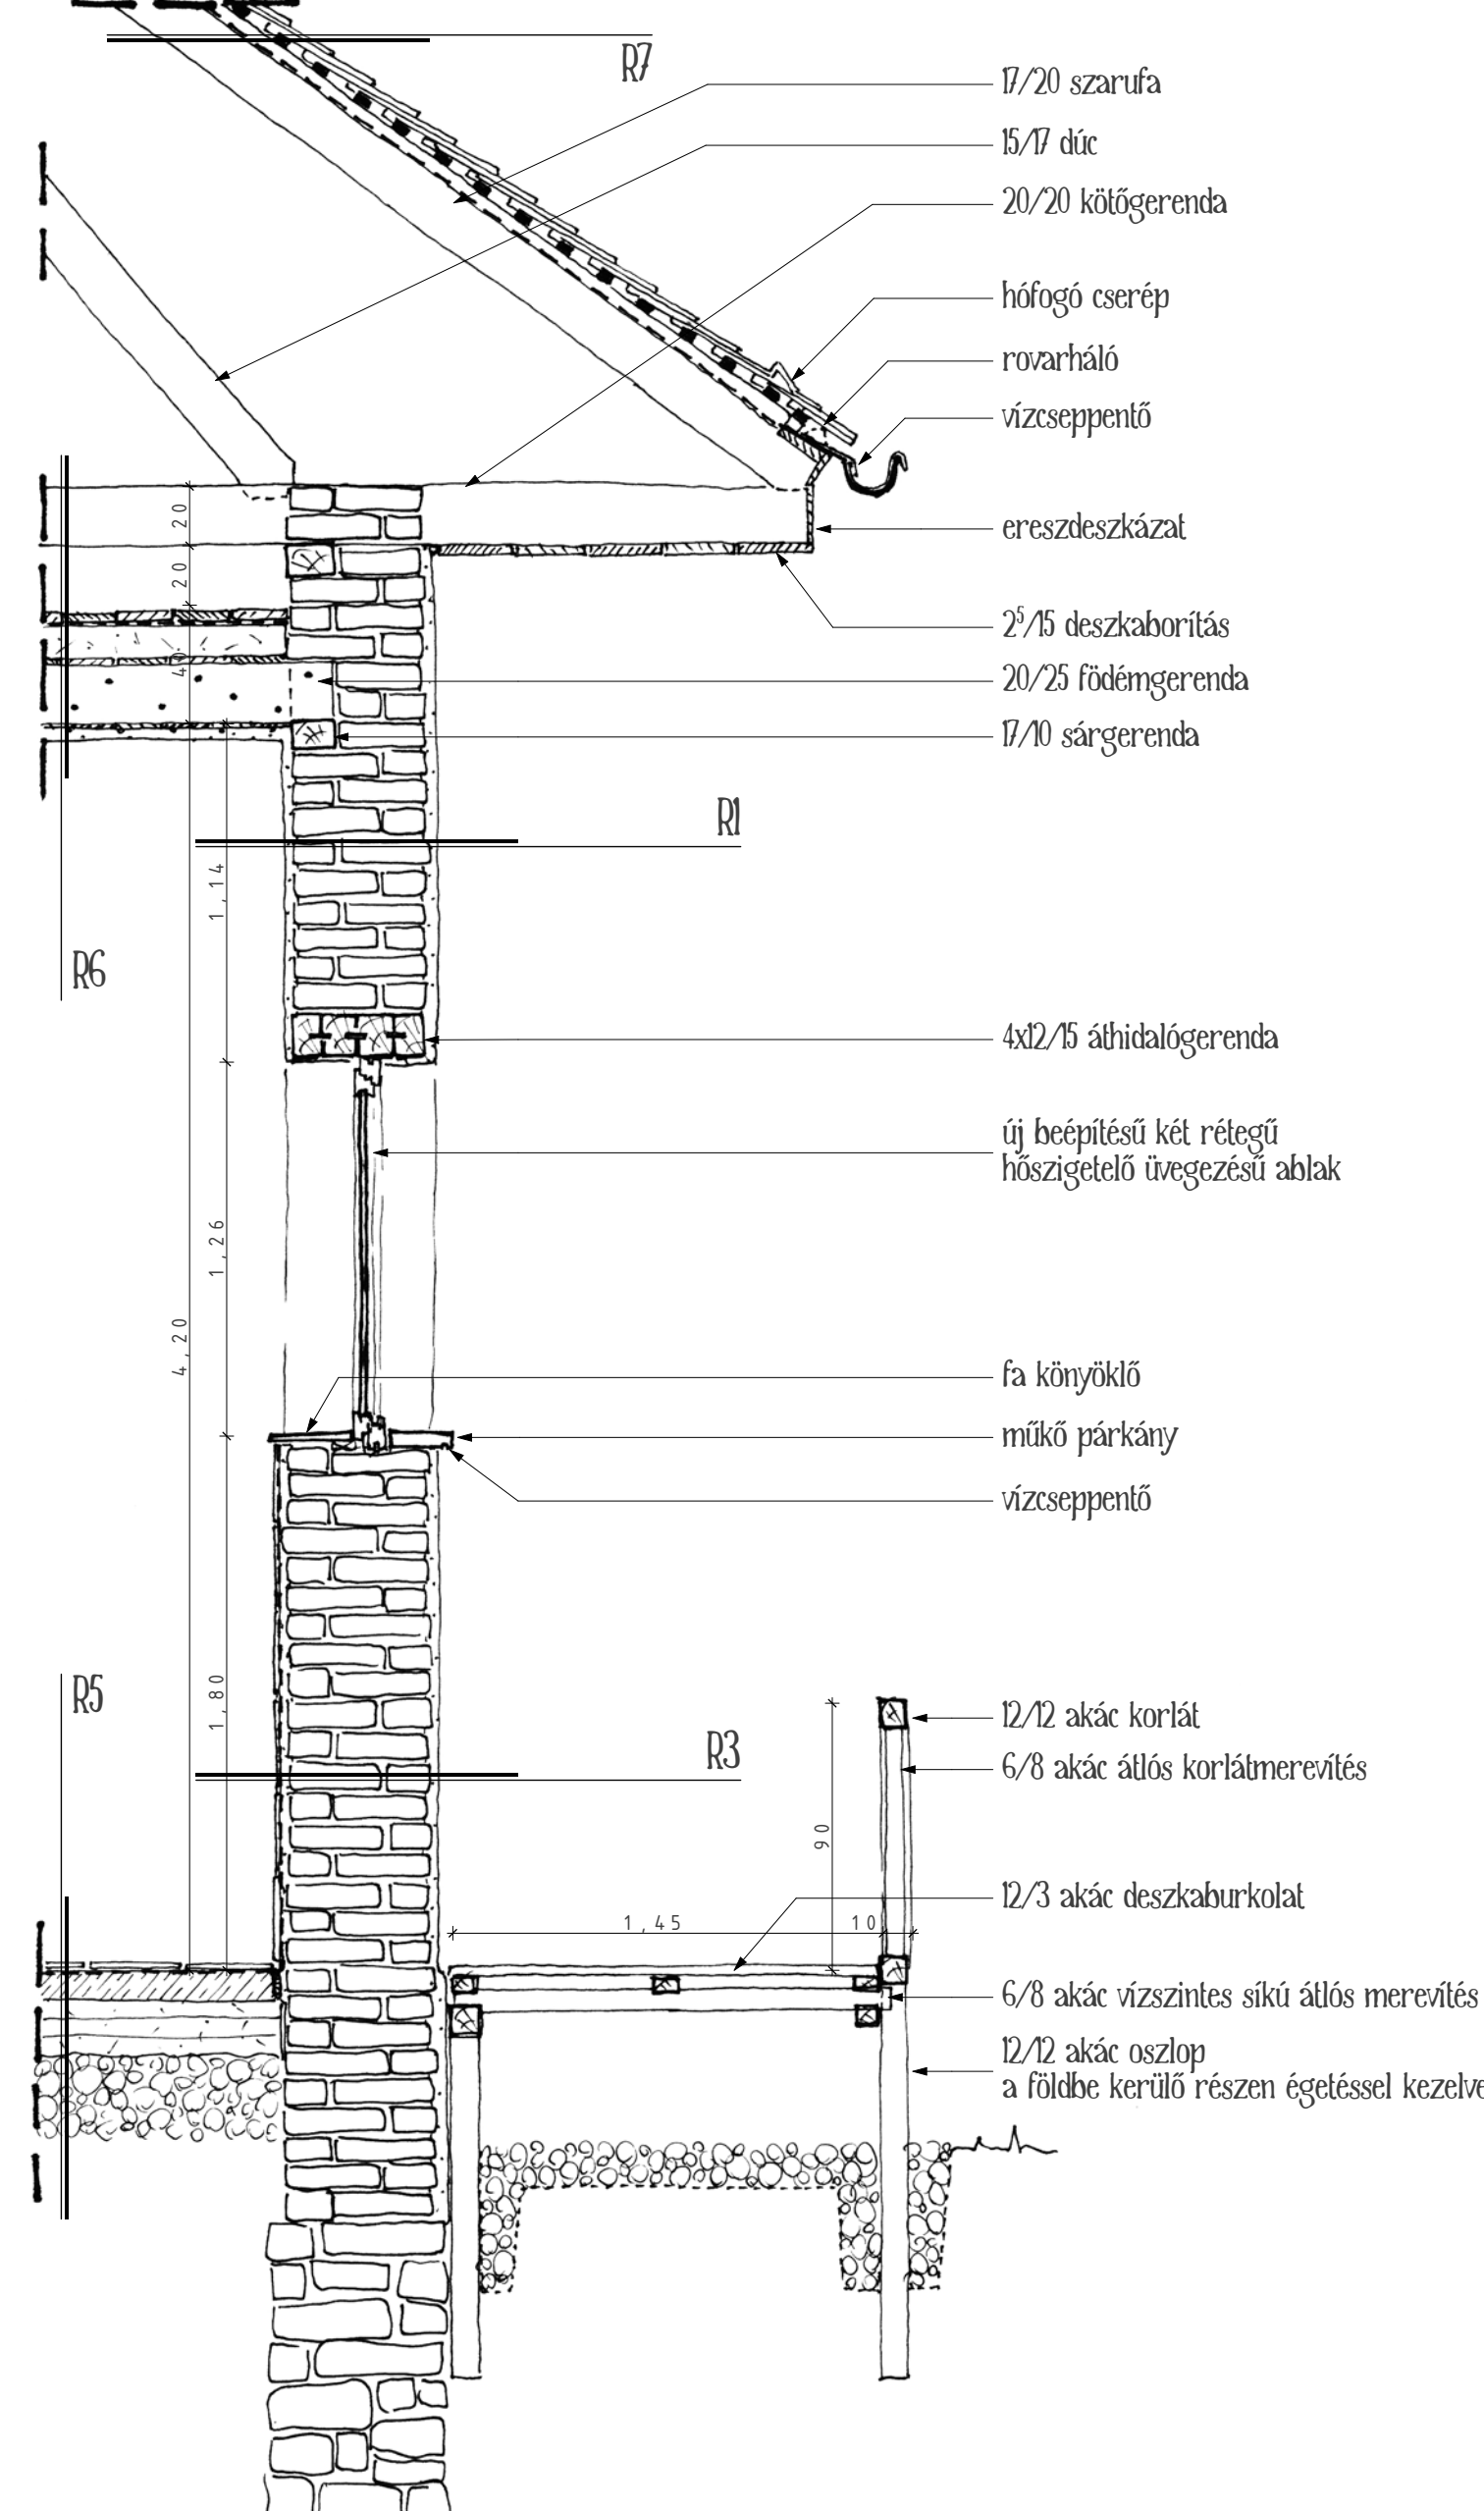 R7
17/20 szarufa
15/17 dúc
20/20 kötőgerenda
hófogó cserép
rovarháló
vízcseppentő
20
ereszdeszkázat
20
2⁵/15 deszkaborítás
40
20/25 födémgerenda
17/10 sárgerenda
R1
1,14
R6
4x12/15 áthidalógerenda
új beépítésű két rétegű
hőszigetelő üvegezésű ablak
1,26
4,20
fa könyöklő
műkő párkány
vízcseppentő
R5
1,80
R3
12/12 akác korlát
6/8 akác átlós korlátmerevítés
90
12/3 akác deszkaburkolat
1,45
10
6/8 akác vízszintes síkú átlós merevítés
12/12 akác oszlop
a földbe kerülő részen égetéssel kezelve